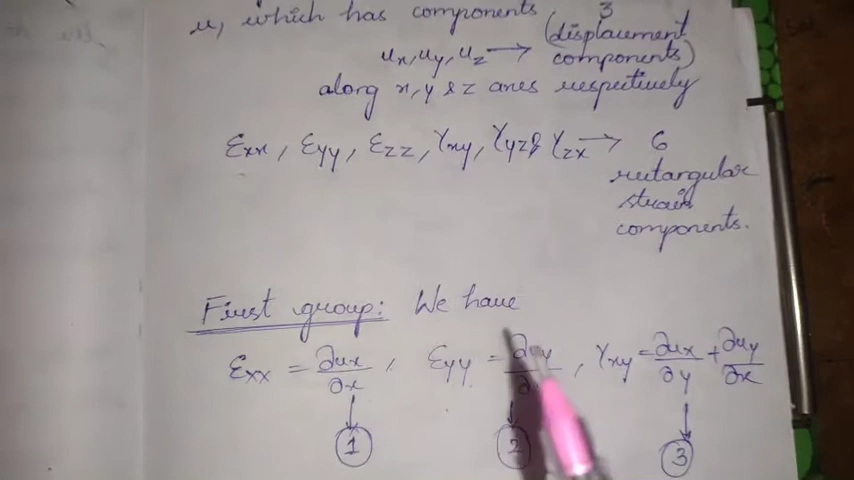 u, which has components, 3
(displacement
ux, uy, uz → components)
along x, y & z axes respectively
εxx, εyy, εzz, γxy, γyz & γzx → 6
rectangular
strain
components.
First group: We have
εxx = ∂ux/∂x, εyy = ∂uy/∂y, γxy = ∂ux/∂y + ∂uy/∂x
1 2 3